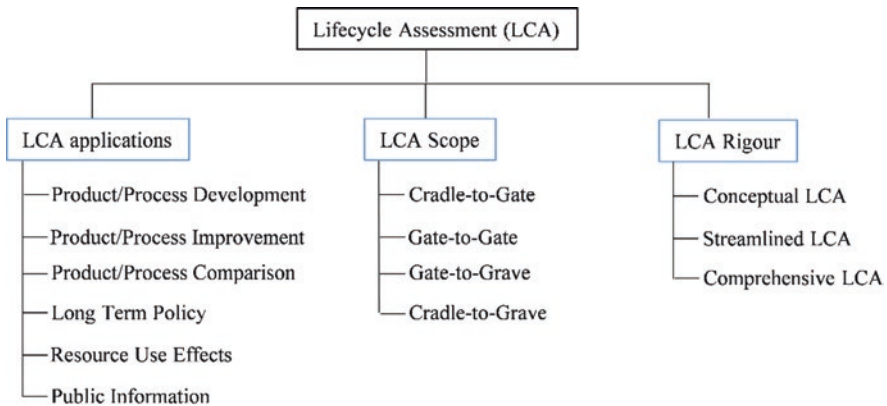 Lifecycle Assessment (LCA)
LCA applications
Product/Process Development
Product/Process Improvement
Product/Process Comparison
Long Term Policy
Resource Use Effects
Public Information
LCA Scope
Cradle-to-Gate
Gate-to-Gate
Gate-to-Grave
Cradle-to-Grave
LCA Rigour
Conceptual LCA
Streamlined LCA
Comprehensive LCA